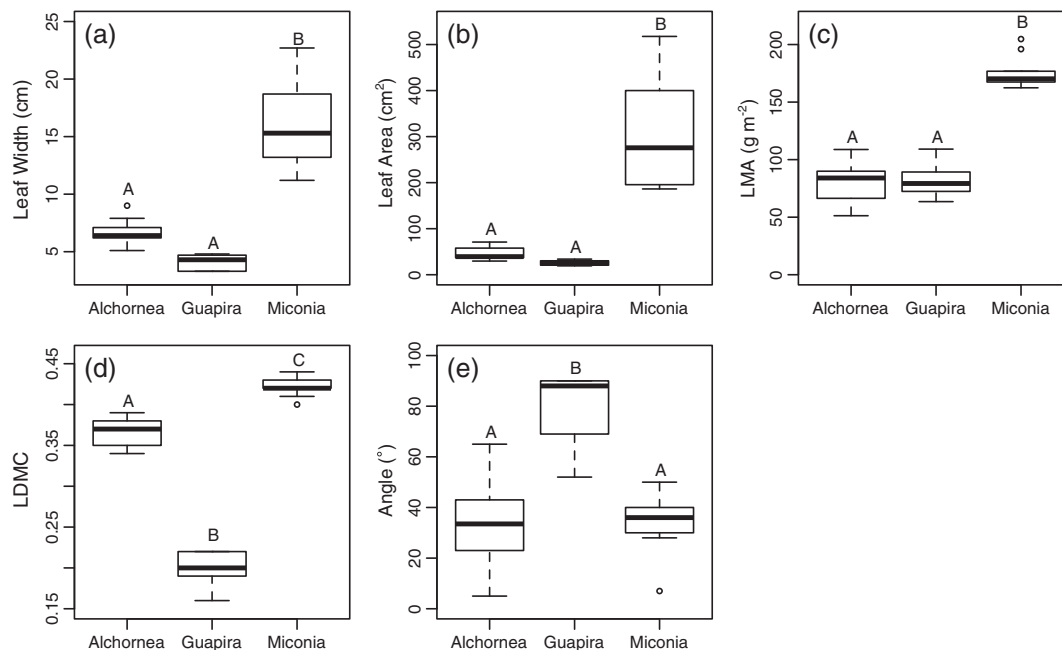 (a)
Leaf Width (cm)
25
20
15
10
5
A
A
B
Alchornea Guapira Miconia
(b)
Leaf Area (cm²)
500
400
300
200
100
0
A
A
B
Alchornea Guapira Miconia
(c)
LMA (g m⁻²)
200
150
100
50
0
A
A
B
Alchornea Guapira Miconia
(d)
LDMC
0.45
0.35
0.25
0.15
A
B
C
Alchornea Guapira Miconia
(e)
Angle (°)
100
80
60
40
20
0
A
B
A
Alchornea Guapira Miconia